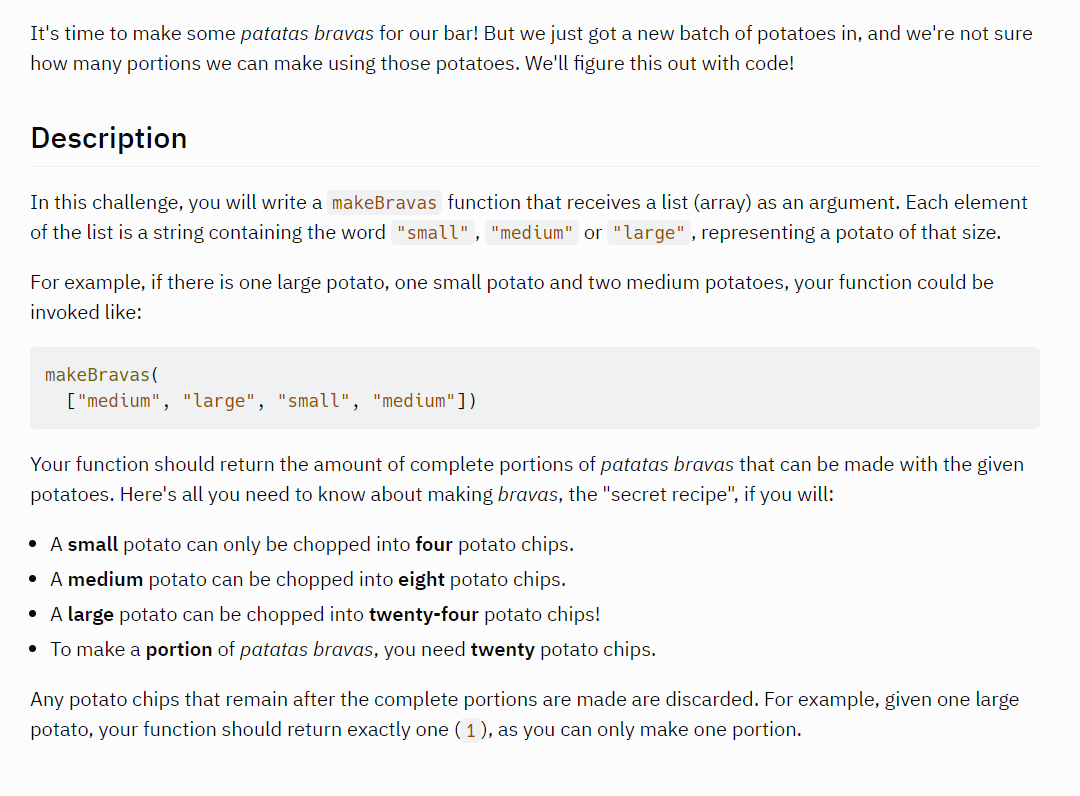 It's time to make some patatas bravas for our bar! But we just got a new batch of potatoes in, and we're not sure
how many portions we can make using those potatoes. We'll figure this out with code!
Description
In this challenge, you will write a makeBravas function that receives a list (array) as an argument. Each element
of the list is a string containing the word "small", "medium" or "large", representing a potato of that size.
For example, if there is one large potato, one small potato and two medium potatoes, your function could be
invoked like:
makeBravas(
  ["medium", "large", "small", "medium"])
Your function should return the amount of complete portions of patatas bravas that can be made with the given
potatoes. Here's all you need to know about making bravas, the "secret recipe", if you will:
• A small potato can only be chopped into four potato chips.
• A medium potato can be chopped into eight potato chips.
• A large potato can be chopped into twenty-four potato chips!
• To make a portion of patatas bravas, you need twenty potato chips.
Any potato chips that remain after the complete portions are made are discarded. For example, given one large
potato, your function should return exactly one (1), as you can only make one portion.